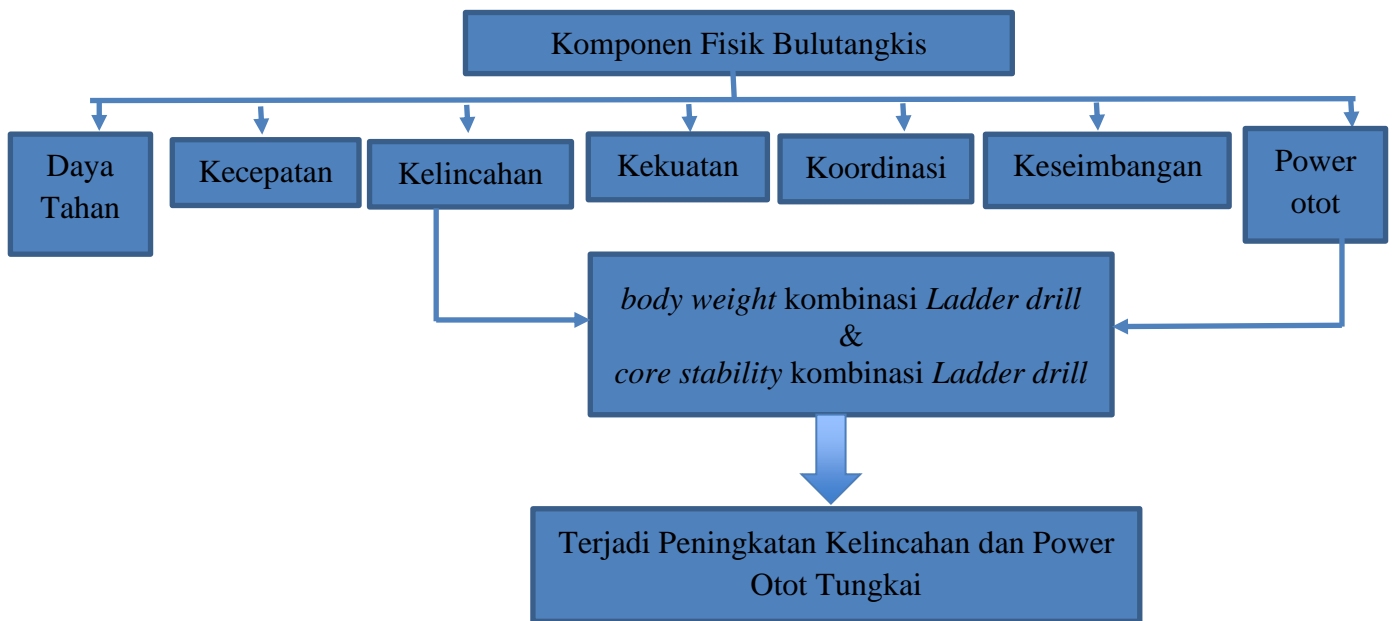 Komponen Fisik Bulutangkis
Daya
Tahan
Kecepatan
Kelincahan
Kekuatan
Koordinasi
Keseimbangan
Power
otot
body weight kombinasi Ladder drill
&
core stability kombinasi Ladder drill
Terjadi Peningkatan Kelincahan dan Power
Otot Tungkai